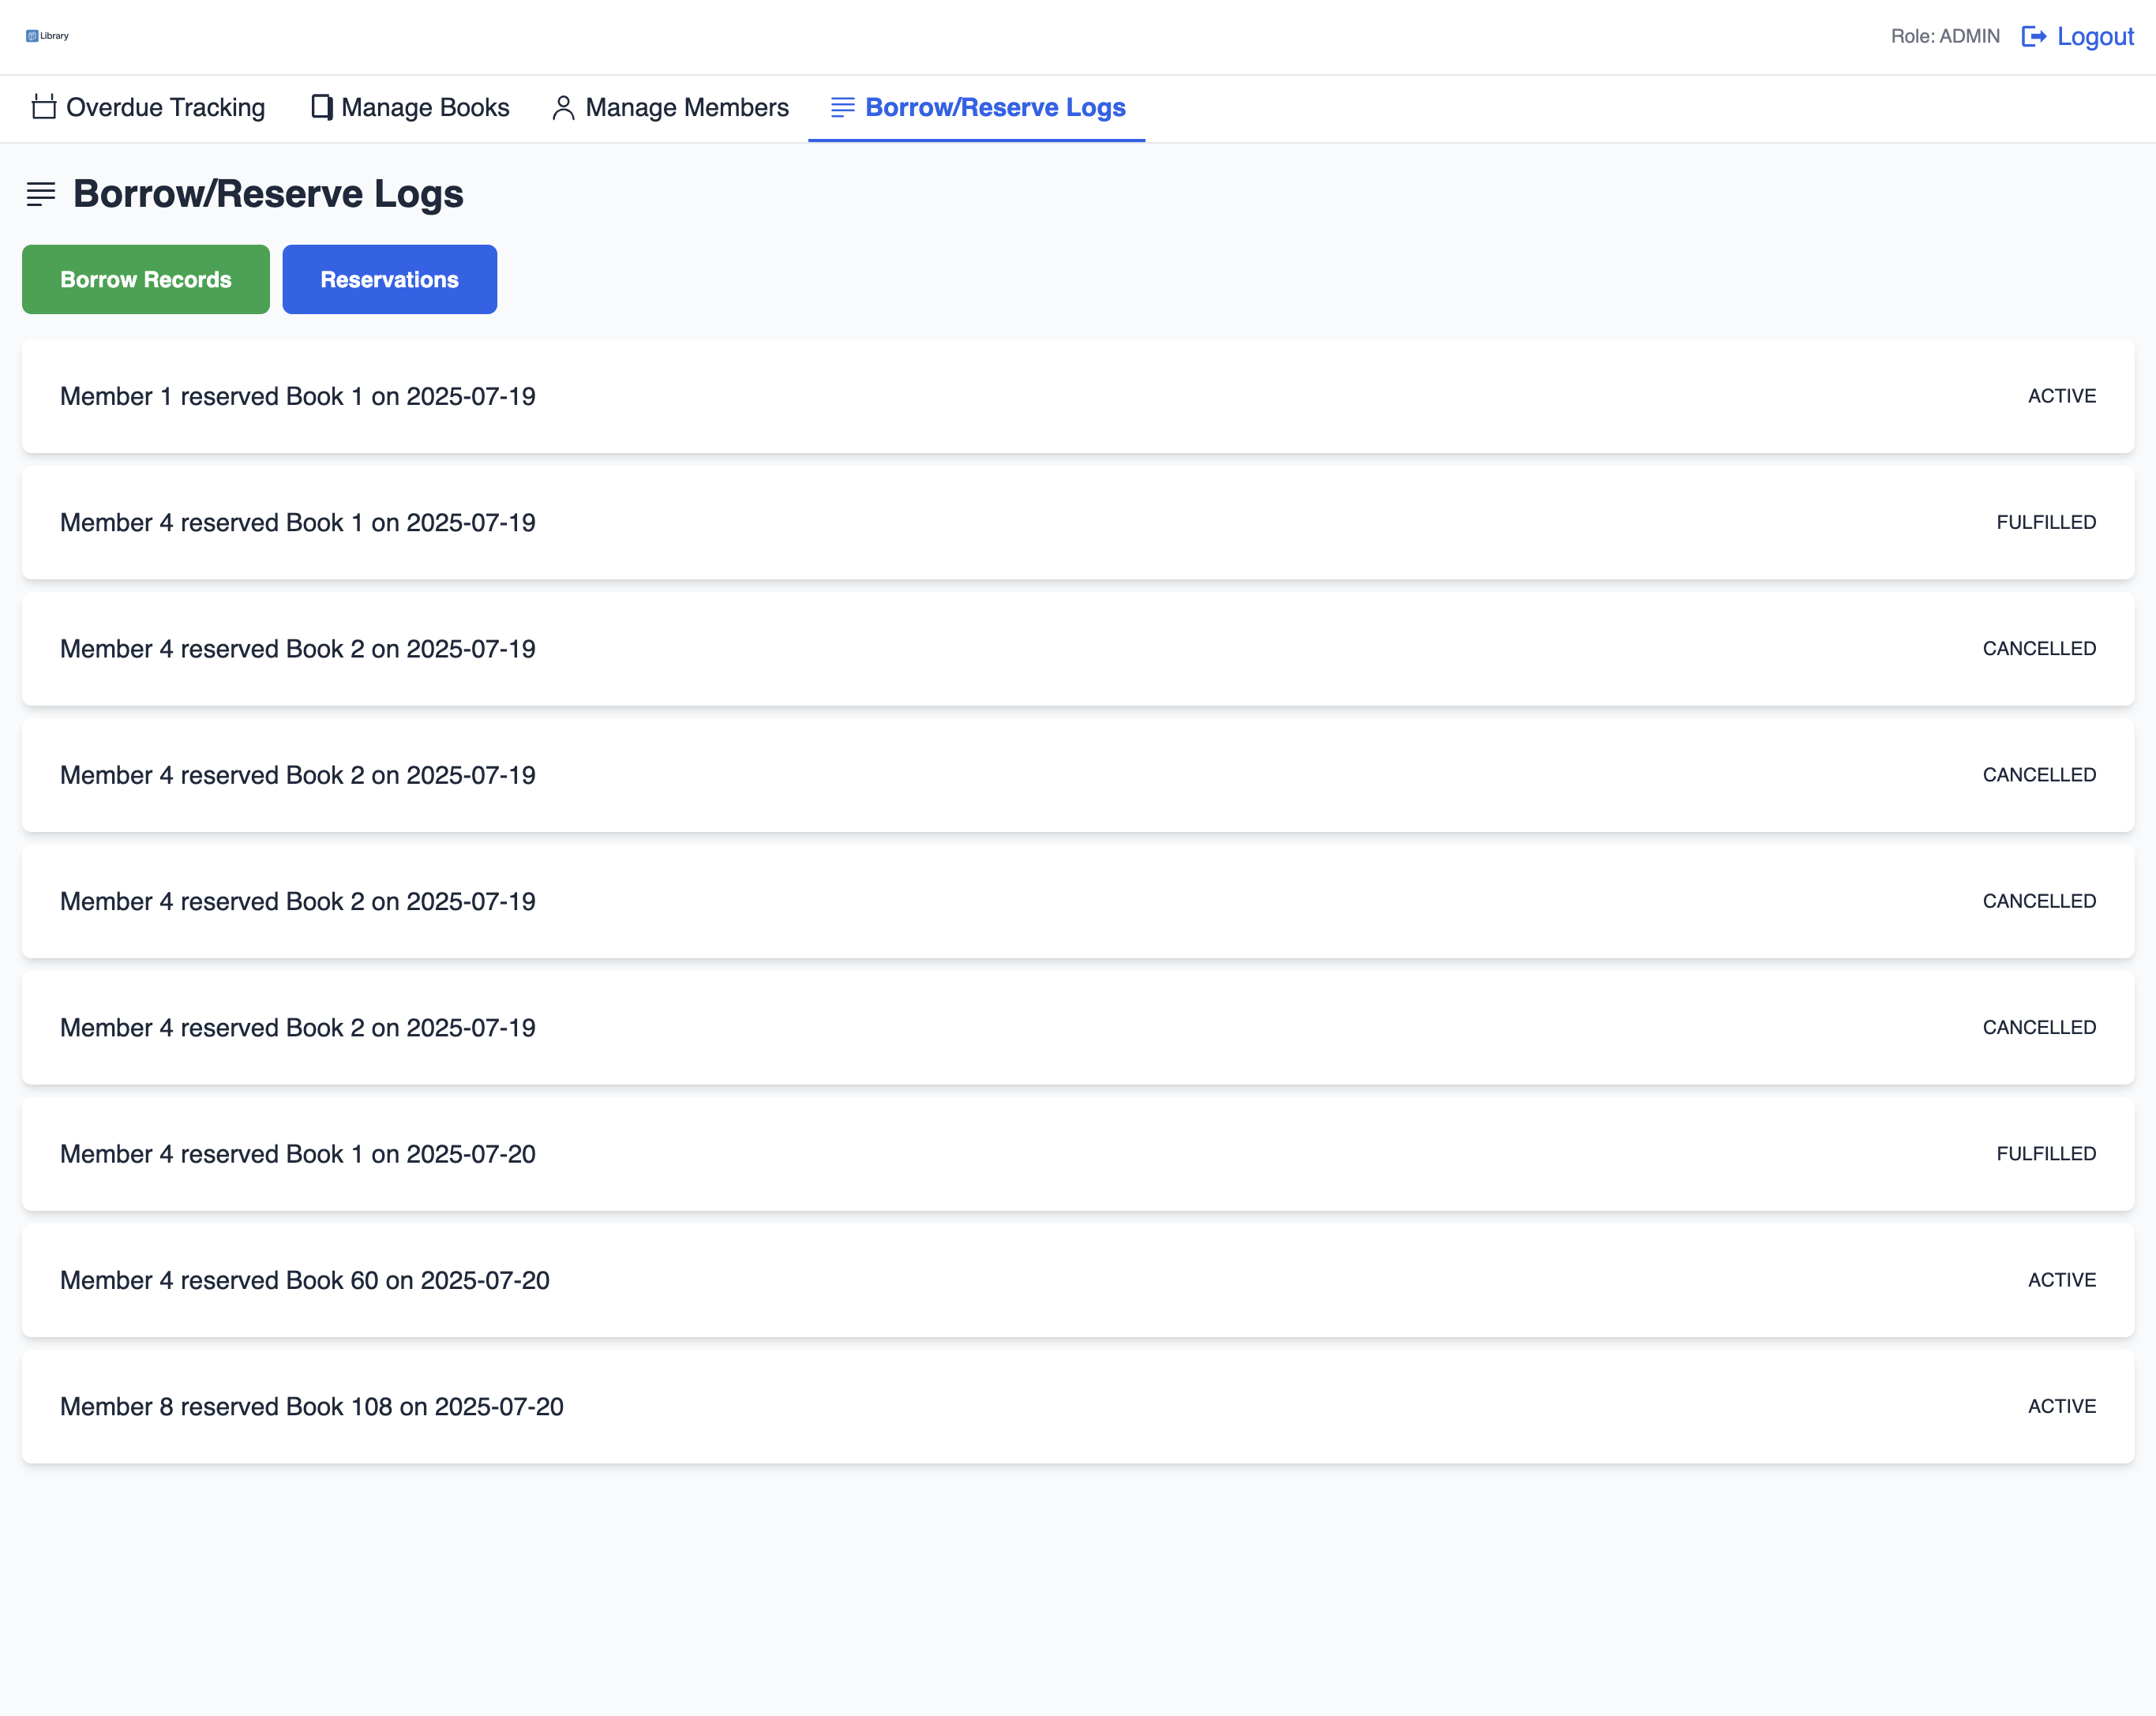 Library
Role: ADMIN Logout
Overdue Tracking Manage Books Manage Members Borrow/Reserve Logs
Borrow/Reserve Logs
Borrow Records Reservations
Member 1 reserved Book 1 on 2025-07-19 ACTIVE
Member 4 reserved Book 1 on 2025-07-19 FULFILLED
Member 4 reserved Book 2 on 2025-07-19 CANCELLED
Member 4 reserved Book 2 on 2025-07-19 CANCELLED
Member 4 reserved Book 2 on 2025-07-19 CANCELLED
Member 4 reserved Book 2 on 2025-07-19 CANCELLED
Member 4 reserved Book 1 on 2025-07-20 FULFILLED
Member 4 reserved Book 60 on 2025-07-20 ACTIVE
Member 8 reserved Book 108 on 2025-07-20 ACTIVE